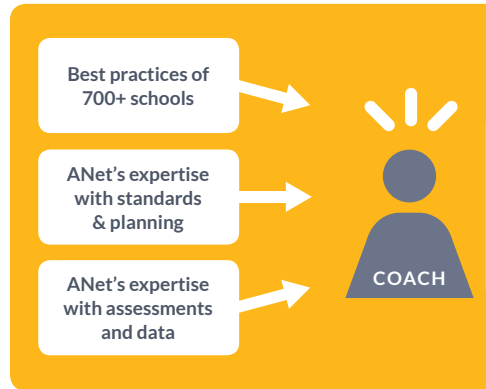 Best practices of
700+ schools
ANet’s expertise
with standards
& planning
ANet’s expertise
with assessments
and data
COACH